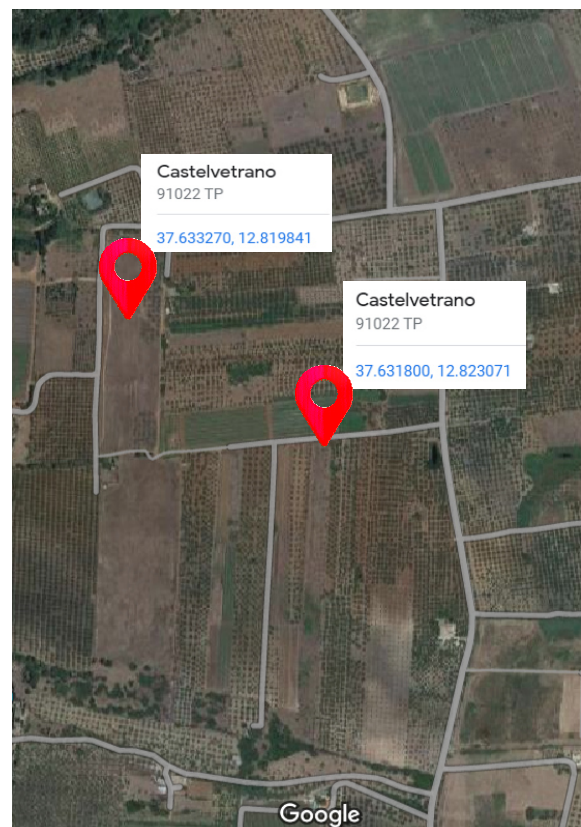 Castelvetrano
91022 TP
37.633270, 12.819841
Castelvetrano
91022 TP
37.631800, 12.823071
Google